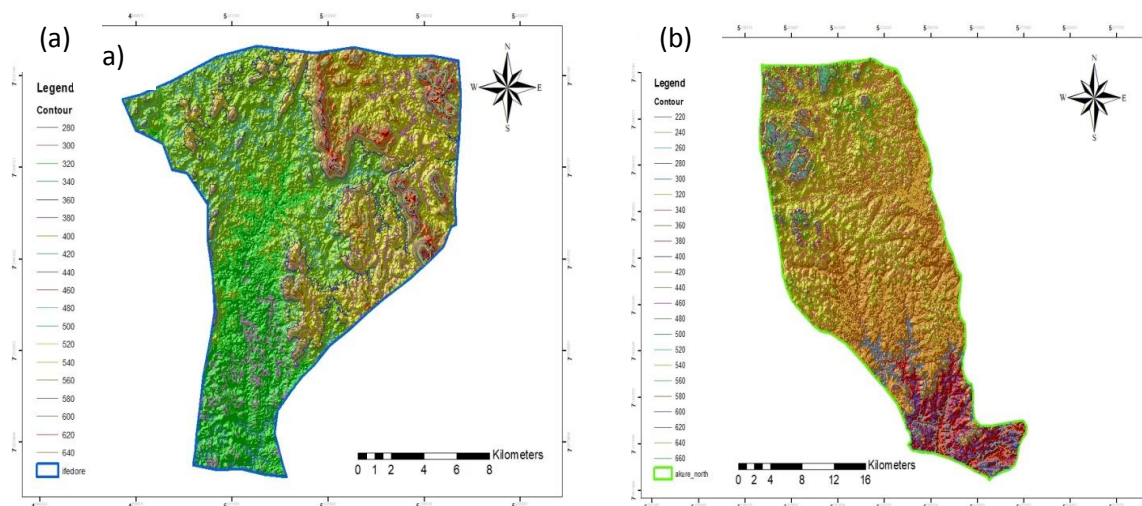 (a)
a)
N
W E
S
Legend
Contour
280
300
320
340
360
380
400
420
440
460
480
500
520
540
560
580
600
620
640
ifedore
Kilometers
0 1 2 4 6 8
(b)
N
W E
S
Legend
Contour
220
240
260
280
300
320
340
360
380
400
420
440
460
480
500
520
540
560
580
600
620
640
660
akure_north
Kilometers
0 2 4 8 12 16